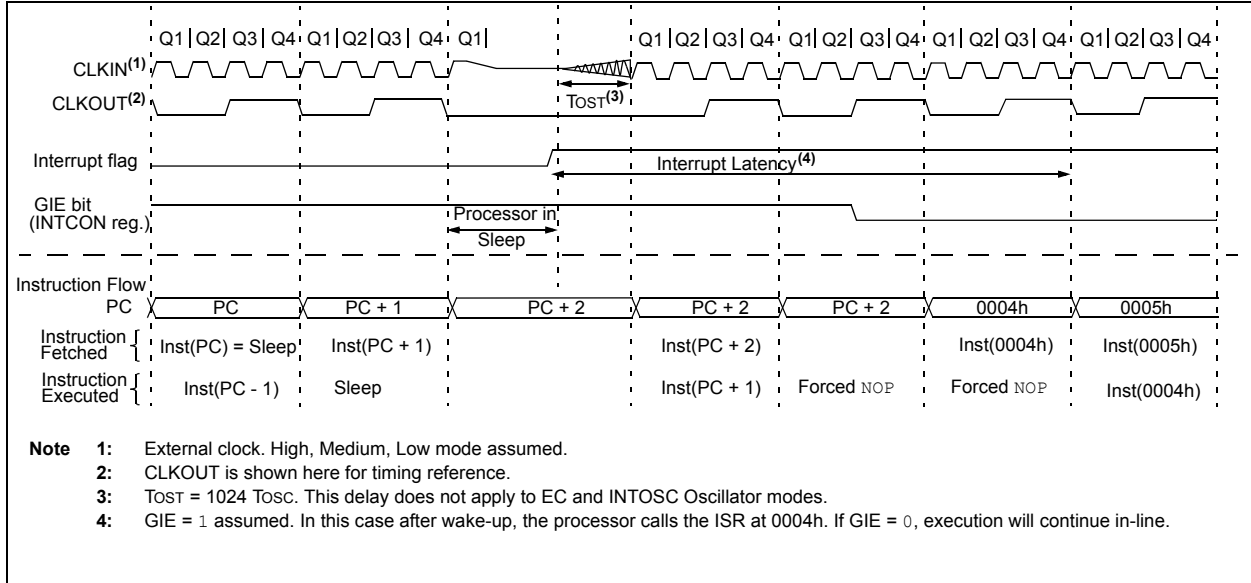 Q1 Q2 Q3 Q4 Q1 Q2 Q3 Q4 Q1 Q1 Q2 Q3 Q4 Q1 Q2 Q3 Q4 Q1 Q2 Q3 Q4 Q1 Q2 Q3 Q4
CLKIN(1)
CLKOUT(2) TOST(3)
Interrupt flag Interrupt Latency(4)
GIE bit
(INTCON reg.)
Processor in
Sleep
Instruction Flow
PC PC PC + 1 PC + 2 PC + 2 PC + 2 0004h 0005h
Instruction
Fetched
Inst(PC) = Sleep Inst(PC + 1) Inst(PC + 2) Inst(0004h) Inst(0005h)
Instruction
Executed
Inst(PC - 1) Sleep Inst(PC + 1) Forced NOP Forced NOP Inst(0004h)
Note 1: External clock. High, Medium, Low mode assumed.
2: CLKOUT is shown here for timing reference.
3: TOST = 1024 TOSC. This delay does not apply to EC and INTOSC Oscillator modes.
4: GIE = 1 assumed. In this case after wake-up, the processor calls the ISR at 0004h. If GIE = 0, execution will continue in-line.